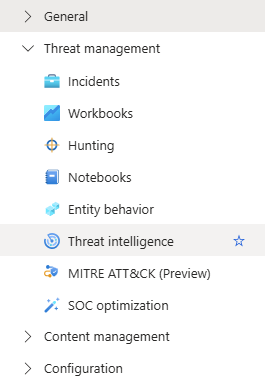 General
Threat management
Incidents
Workbooks
Hunting
Notebooks
Entity behavior
Threat intelligence
MITRE ATT&CK (Preview)
SOC optimization
Content management
Configuration